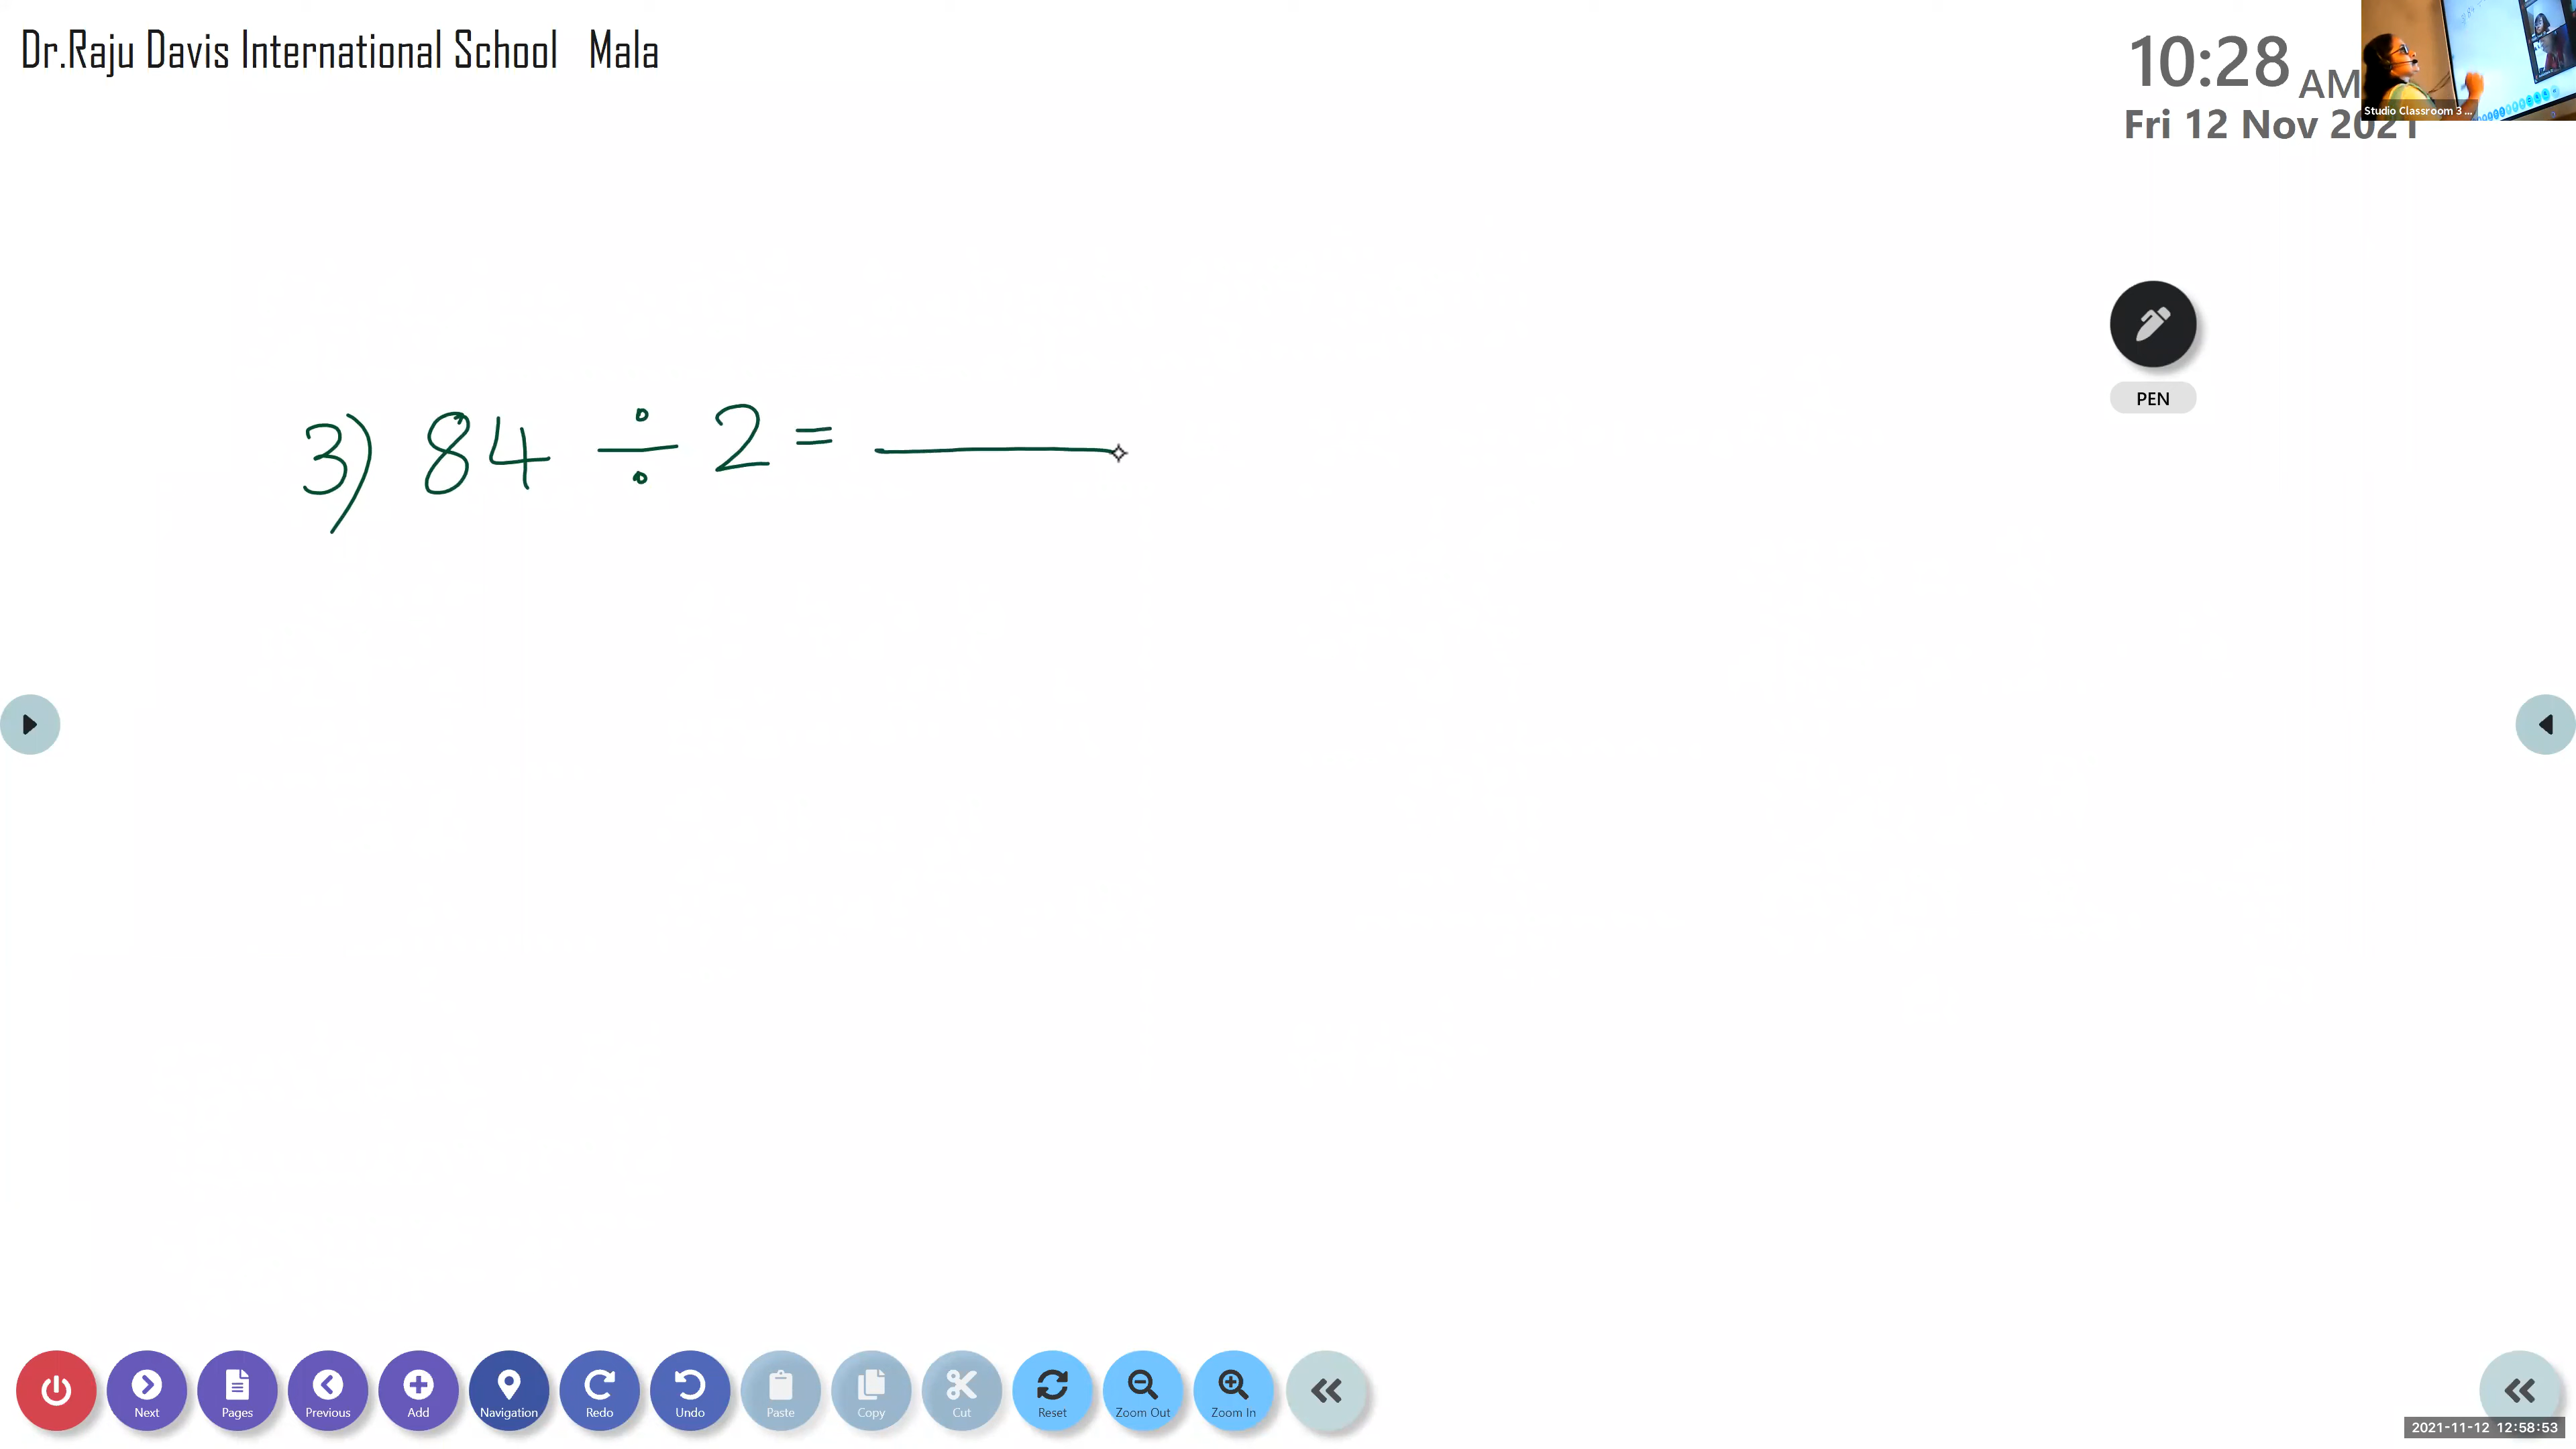 Dr.Raju Davis International School Mala
10:28 AM
Fri 12 Nov 2021
Studio Classroom 3 ...
PEN
3) 84 ÷ 2 = ______
Next
Pages
Previous
Add
Navigation
Redo
Undo
Paste
Copy
Cut
Reset
Zoom Out
Zoom In
2021-11-12 12:58:53